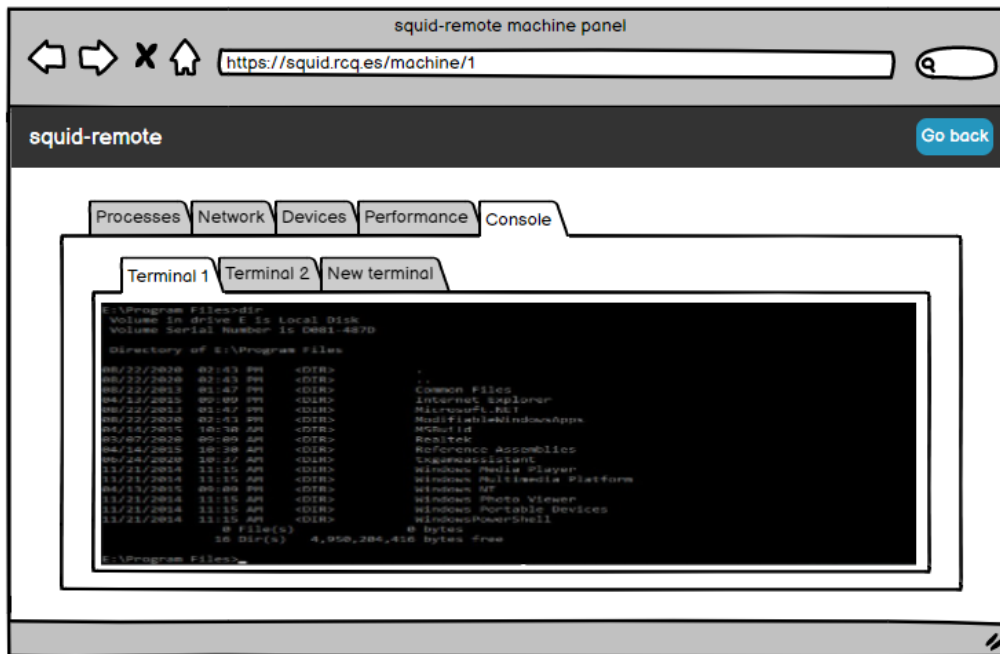 squid-remote machine panel
https://squid.rcq.es/machine/1
squid-remote
Go back
Processes Network Devices Performance Console
Terminal 1 Terminal 2 New terminal
E:\Program Files>dir
Volume in drive E is Local Disk
Volume Serial Number is D081-487D
Directory of E:\Program Files
08/22/2020 02:43 PM <DIR> .
08/22/2020 02:43 PM <DIR> ..
08/22/2013 01:47 PM <DIR> Common Files
04/13/2015 09:09 PM <DIR> Internet Explorer
08/22/2013 01:47 PM <DIR> Microsoft.NET
08/22/2020 02:43 PM <DIR> ModifiableWindowsApps
04/14/2015 10:30 AM <DIR> MSBuild
03/07/2020 09:09 AM <DIR> Realtek
04/14/2015 10:30 AM <DIR> Reference Assemblies
06/24/2020 10:37 AM <DIR> txgameassistant
11/21/2014 11:15 AM <DIR> Windows Media Player
11/21/2014 11:15 AM <DIR> Windows Multimedia Platform
04/13/2015 09:09 PM <DIR> Windows NT
11/21/2014 11:15 AM <DIR> Windows Photo Viewer
11/21/2014 11:15 AM <DIR> Windows Portable Devices
11/21/2014 11:15 AM <DIR> WindowsPowerShell
0 File(s) 0 bytes
16 Dir(s) 4,950,204,416 bytes free
E:\Program Files>_